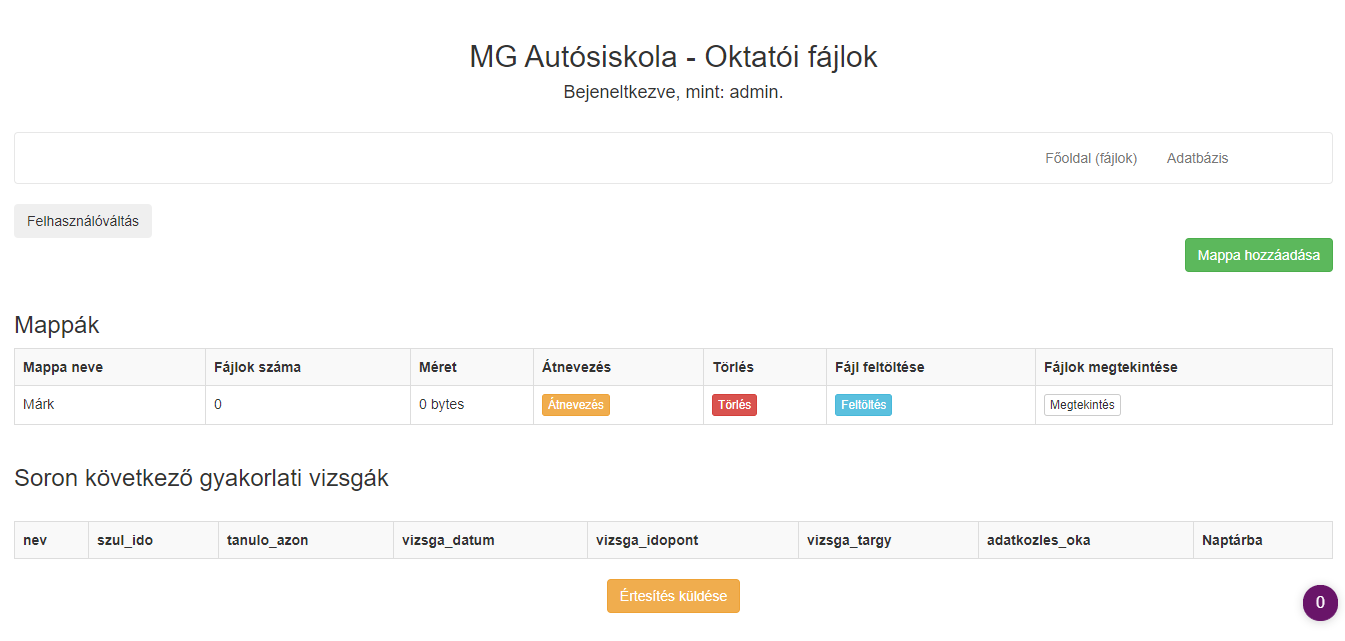 MG Autósiskola - Oktatói fájlok
Bejeneltkezve, mint: admin.
Főoldal (fájlok) Adatbázis
Felhasználóváltás
Mappa hozzáadása
Mappák
Mappa neve Fájlok száma Méret Átnevezés Törlés Fájl feltöltése Fájlok megtekintése
Márk 0 0 bytes Átnevezés Törlés Feltöltés Megtekintés
Soron következő gyakorlati vizsgák
nev szul_ido tanulo_azon vizsga_datum vizsga_idopont vizsga_targy adatkozles_oka Naptárba
Értesítés küldése
0